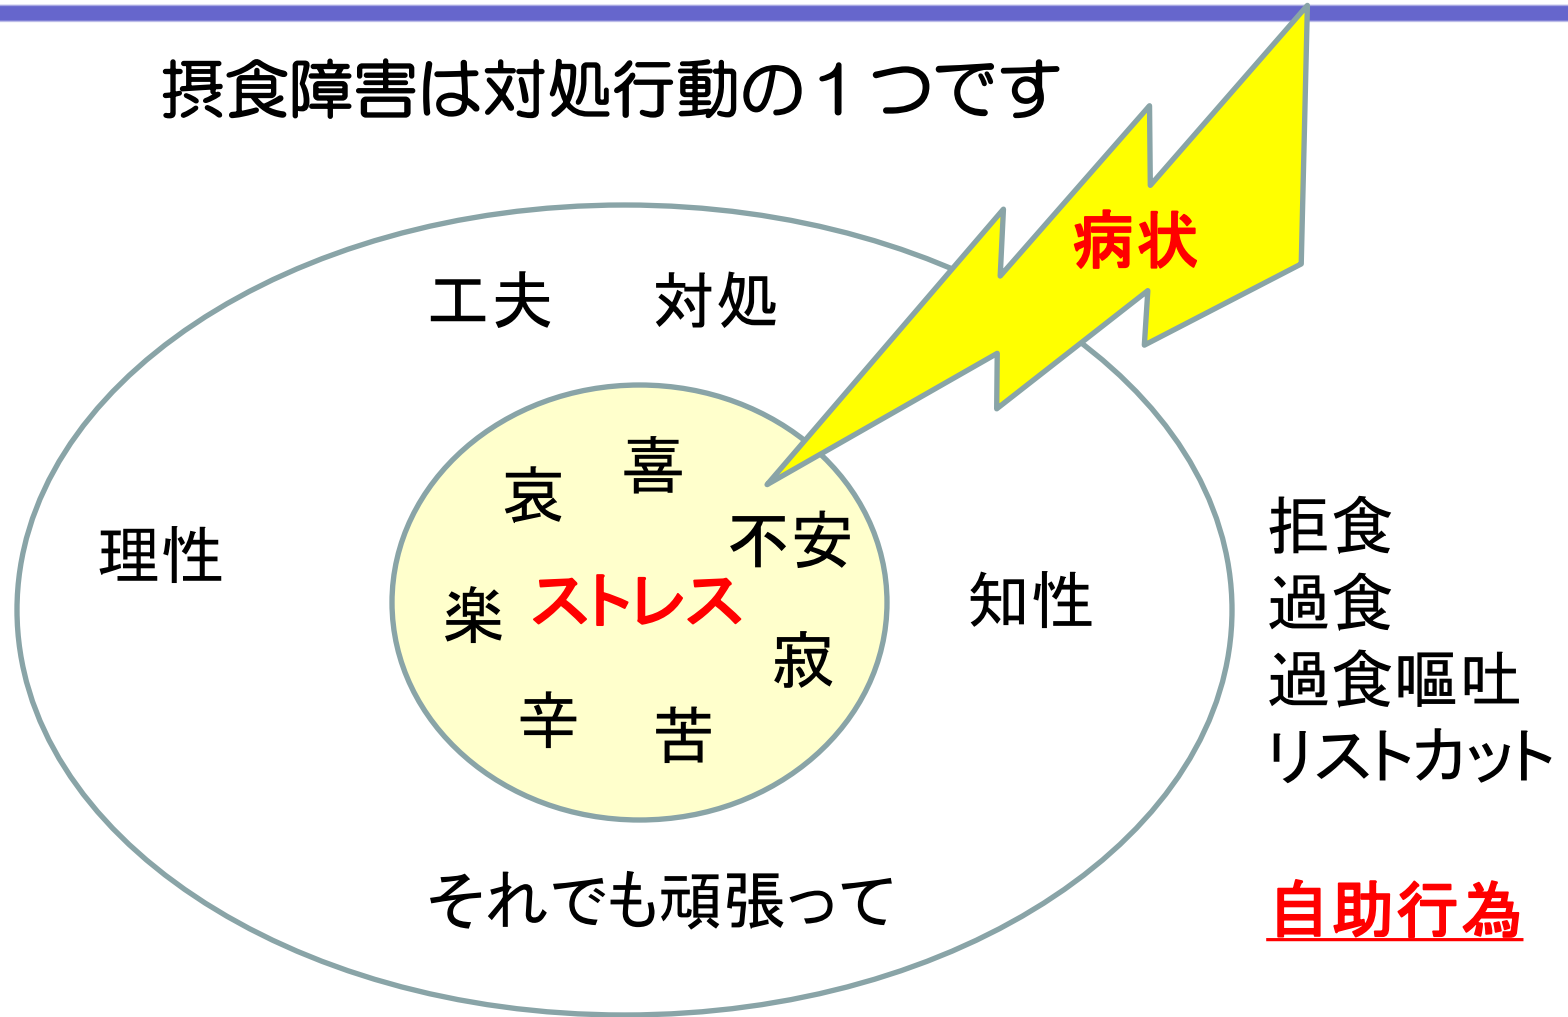 摂食障害は対処行動の１つです
病状
工夫　対処
喜
哀
不安
理性
ストレス
楽
知性
寂
辛
苦
それでも頑張って
拒食
過食
過食嘔吐
リストカット
自助行為